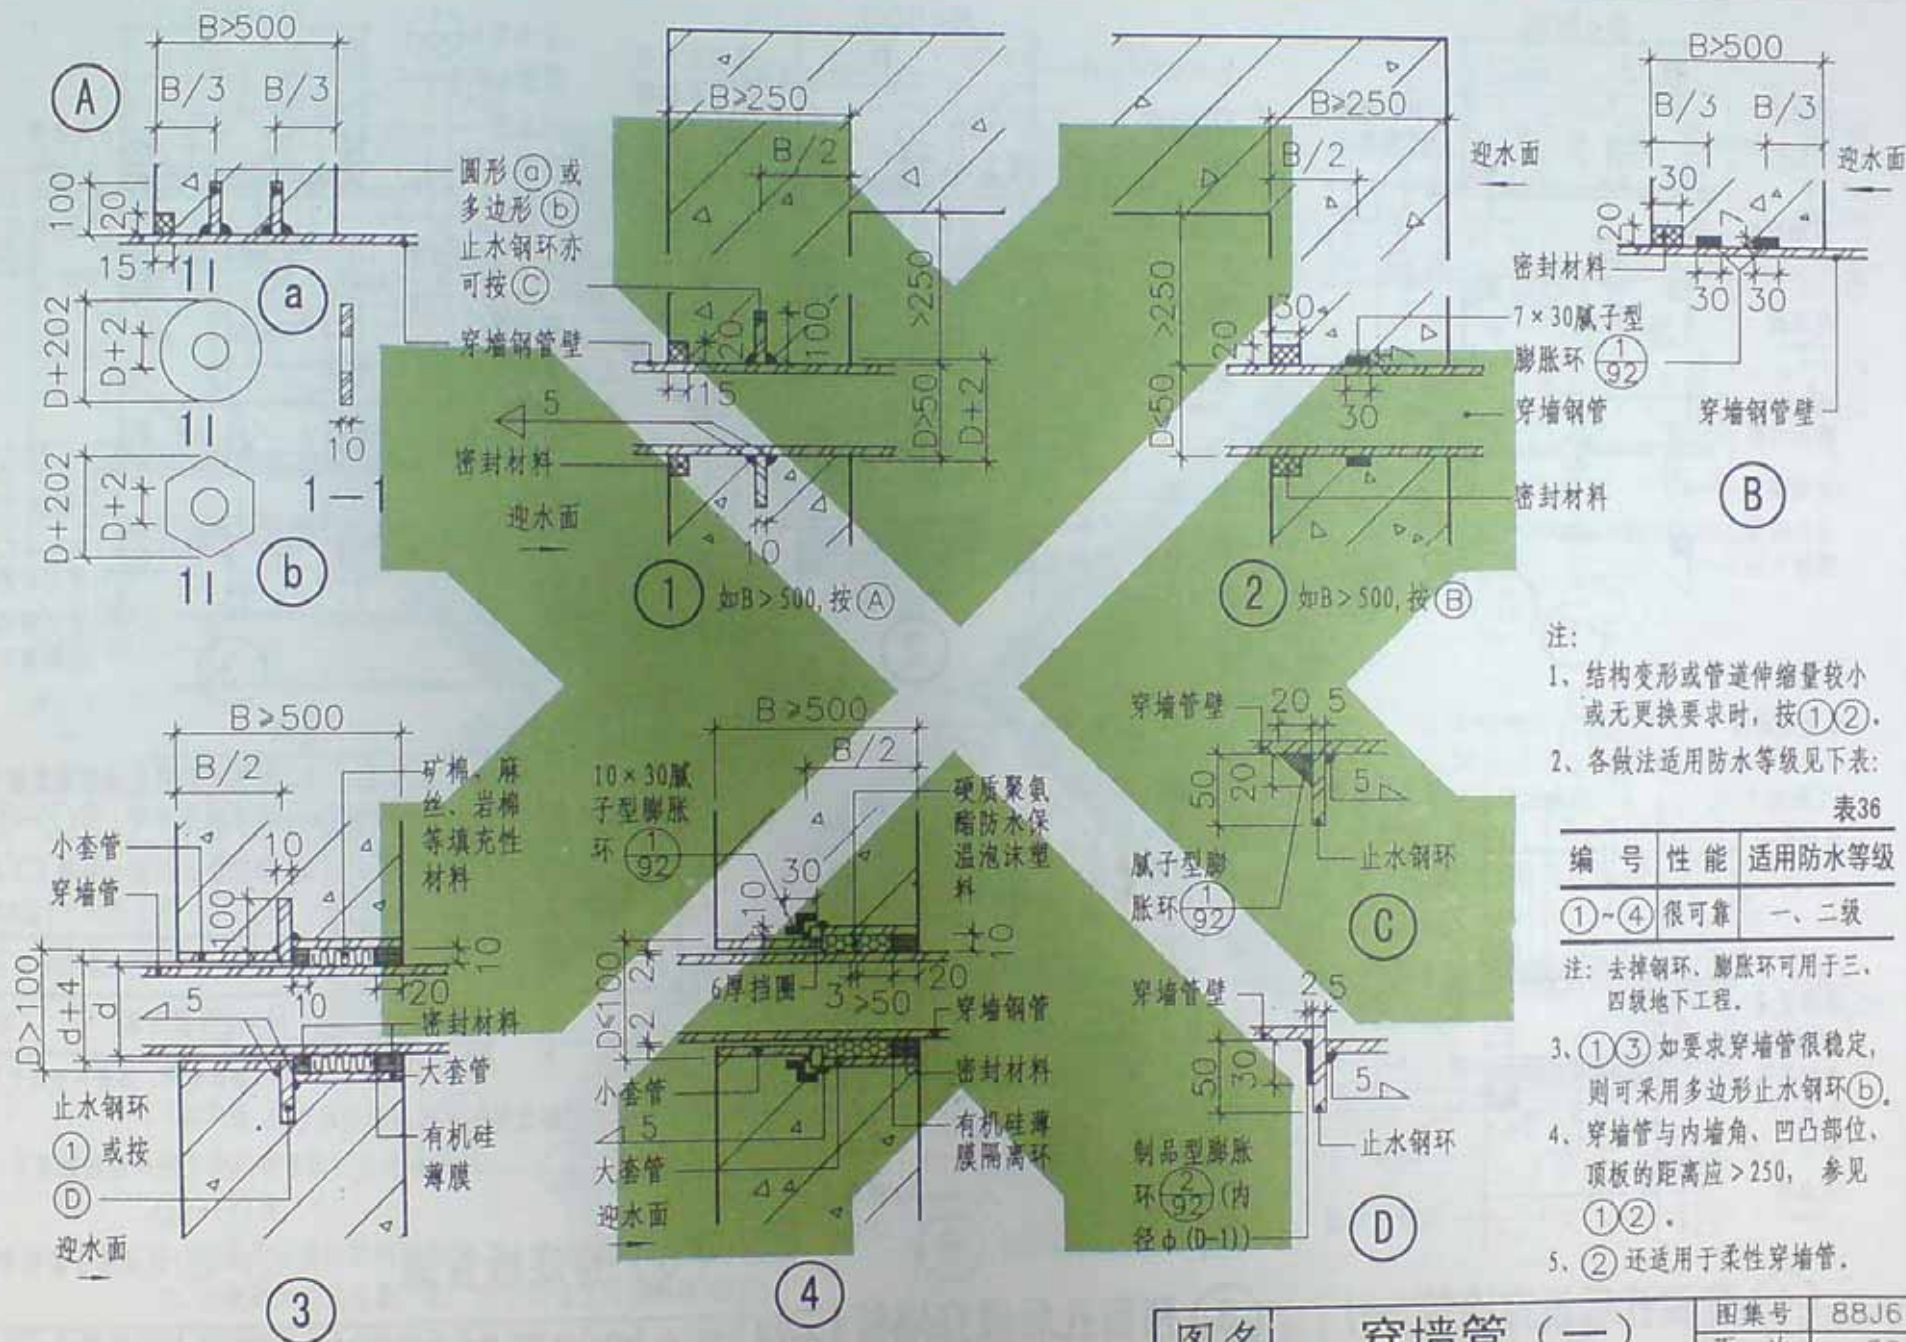 A
B>500
B/3 B/3
100
20
15
圆形ⓐ或
多边形ⓑ
止水钢环亦
可按Ⓒ
穿墙钢管壁
a
D+202
D+2
1 1
10
1-1
D+202
D+2
b
B≥250
B/2
>250
20
100
15
5
D>50
D+2
密封材料
迎水面
10
① 如B>500,按Ⓐ
B≥250
B/2
迎水面
>250
30
20
7
30
D≤50
7×30腻子型
膨胀环 1/92
穿墙钢管
密封材料
② 如B>500,按Ⓑ
B>500
B/3 B/3
迎水面
30
20
7
密封材料
30 30
穿墙钢管壁
B
B≥500
B/2
矿棉、麻
丝、岩棉
等填充性
材料
小套管
穿墙管
10
100
10
D>100
d+4
d
5
10
20
密封材料
大套管
止水钢环
①或按
Ⓓ
有机硅
薄膜
迎水面
3
B≥500
B/2
10×30腻
子型膨胀
环 1/92
硬质聚氨
酯防水保
温泡沫塑
料
30
10
10
D≤100
2
2
6厚挡圈
3
>50
20
穿墙钢管
小套管
密封材料
5
大套管
有机硅薄
膜隔离环
迎水面
4
穿墙管壁
20 5
50
20
5
腻子型膨
胀环 1/92
止水钢环
C
穿墙管壁
2.5
50
30
5
制品型膨胀
环 2/92 (内
径φ(D-1))
止水钢环
D
注:
1、结构变形或管道伸缩量较小
或无更换要求时,按①②.
2、各做法适用防水等级见下表:
表36
编 号 性 能 适用防水等级
①~④ 很可靠 一、二级
注: 去掉钢环、膨胀环可用于三、
四级地下工程.
3、①③如要求穿墙管很稳定,
则可采用多边形止水钢环ⓑ.
4、穿墙管与内墙角、凹凸部位、
顶板的距离应>250, 参见
①②.
5、②还适用于柔性穿墙管.
图名 穿墙管(一) 图集号 88J6